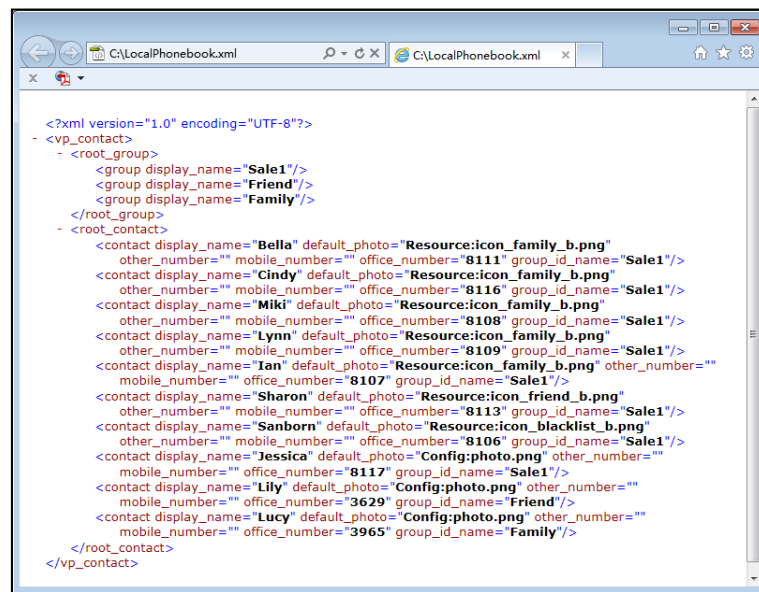 C:\LocalPhonebook.xml
C:\LocalPhonebook.xml
<?xml version="1.0" encoding="UTF-8"?>
- <vp_contact>
- <root_group>
<group display_name="Sale1"/>
<group display_name="Friend"/>
<group display_name="Family"/>
</root_group>
- <root_contact>
<contact display_name="Bella" default_photo="Resource:icon_family_b.png"
other_number="" mobile_number="" office_number="8111" group_id_name="Sale1"/>
<contact display_name="Cindy" default_photo="Resource:icon_family_b.png"
other_number="" mobile_number="" office_number="8116" group_id_name="Sale1"/>
<contact display_name="Miki" default_photo="Resource:icon_family_b.png"
other_number="" mobile_number="" office_number="8108" group_id_name="Sale1"/>
<contact display_name="Lynn" default_photo="Resource:icon_family_b.png"
other_number="" mobile_number="" office_number="8109" group_id_name="Sale1"/>
<contact display_name="Ian" default_photo="Resource:icon_family_b.png" other_number=""
mobile_number="" office_number="8107" group_id_name="Sale1"/>
<contact display_name="Sharon" default_photo="Resource:icon_friend_b.png"
other_number="" mobile_number="" office_number="8113" group_id_name="Sale1"/>
<contact display_name="Sanborn" default_photo="Resource:icon_blacklist_b.png"
other_number="" mobile_number="" office_number="8106" group_id_name="Sale1"/>
<contact display_name="Jessica" default_photo="Config:photo.png" other_number=""
mobile_number="" office_number="8117" group_id_name="Sale1"/>
<contact display_name="Lily" default_photo="Config:photo.png" other_number=""
mobile_number="" office_number="3629" group_id_name="Friend"/>
<contact display_name="Lucy" default_photo="Config:photo.png" other_number=""
mobile_number="" office_number="3965" group_id_name="Family"/>
</root_contact>
</vp_contact>